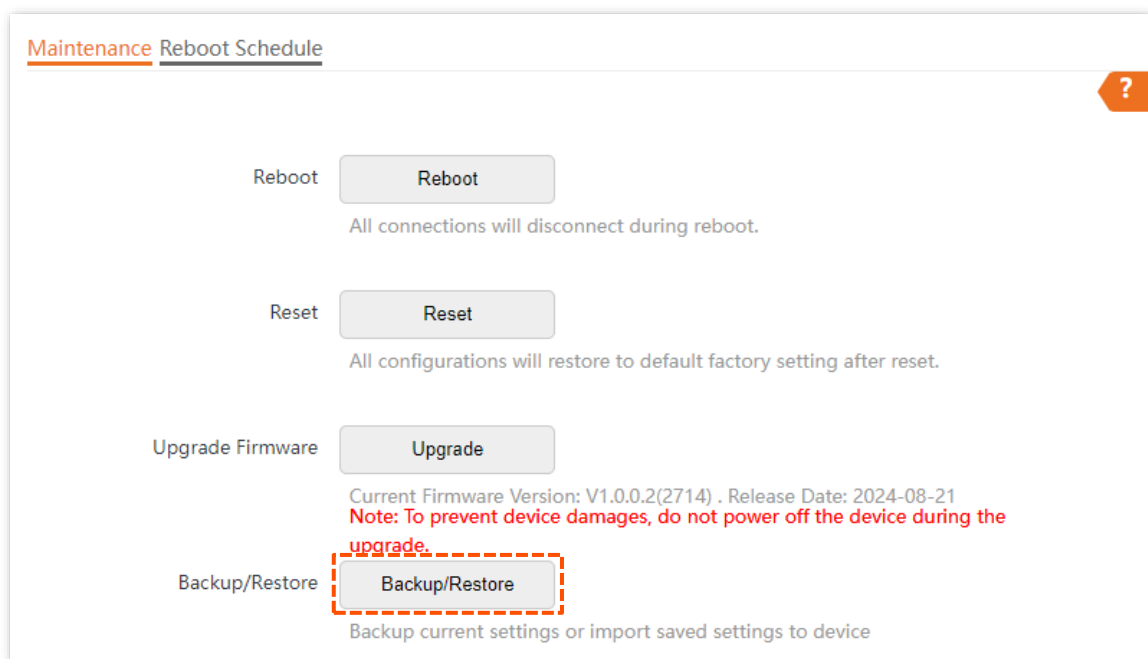 Maintenance Reboot Schedule
?
Reboot Reboot
All connections will disconnect during reboot.
Reset Reset
All configurations will restore to default factory setting after reset.
Upgrade Firmware Upgrade
Current Firmware Version: V1.0.0.2(2714) . Release Date: 2024-08-21
Note: To prevent device damages, do not power off the device during the
upgrade.
Backup/Restore Backup/Restore
Backup current settings or import saved settings to device